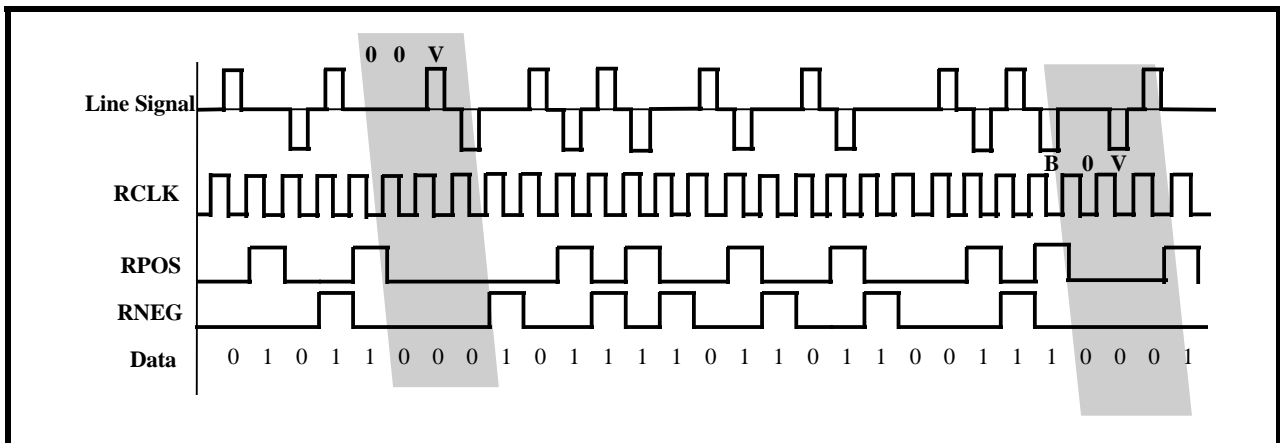 0 0 V
Line Signal
B 0 V
RCLK
RPOS
RNEG
Data 0 1 0 1 1 0 0 0 1 0 1 1 1 1 0 1 1 0 1 1 0 0 1 1 1 0 0 0 1